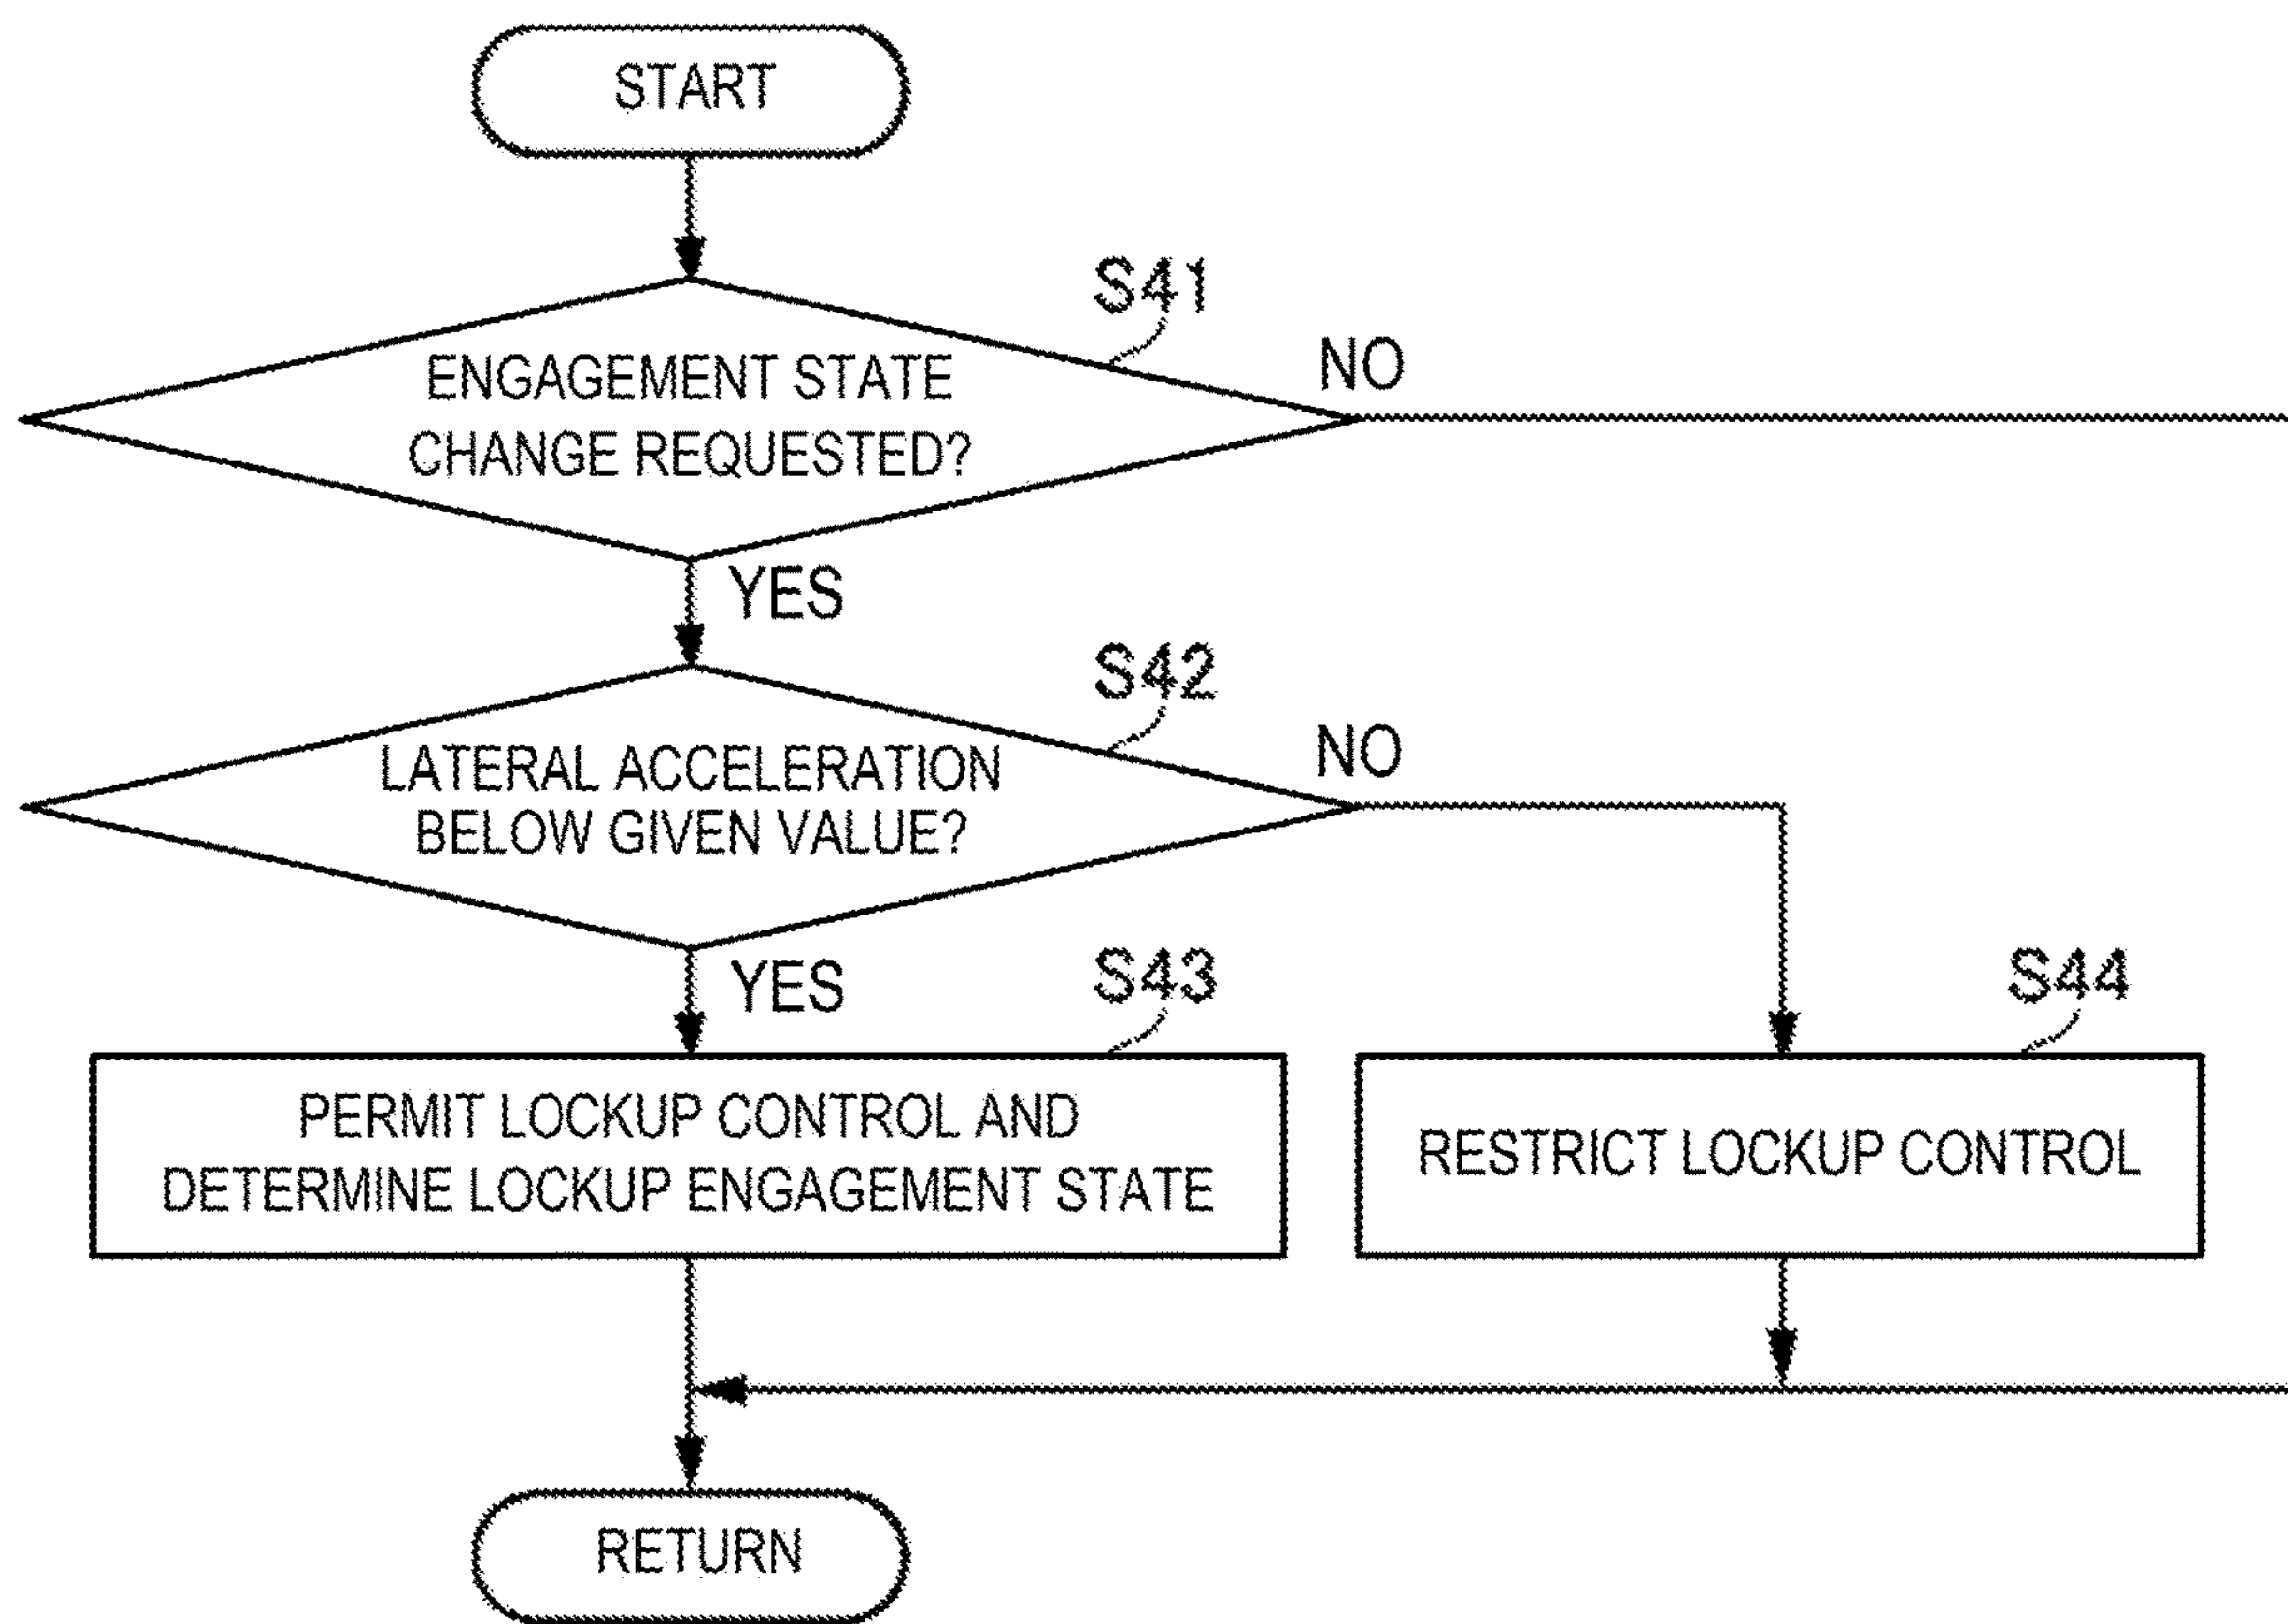 START
S41
ENGAGEMENT STATE
CHANGE REQUESTED?
NO
YES
S42
LATERAL ACCELERATION
BELOW GIVEN VALUE?
NO
YES
S43
S44
PERMIT LOCKUP CONTROL AND
DETERMINE LOCKUP ENGAGEMENT STATE
RESTRICT LOCKUP CONTROL
RETURN